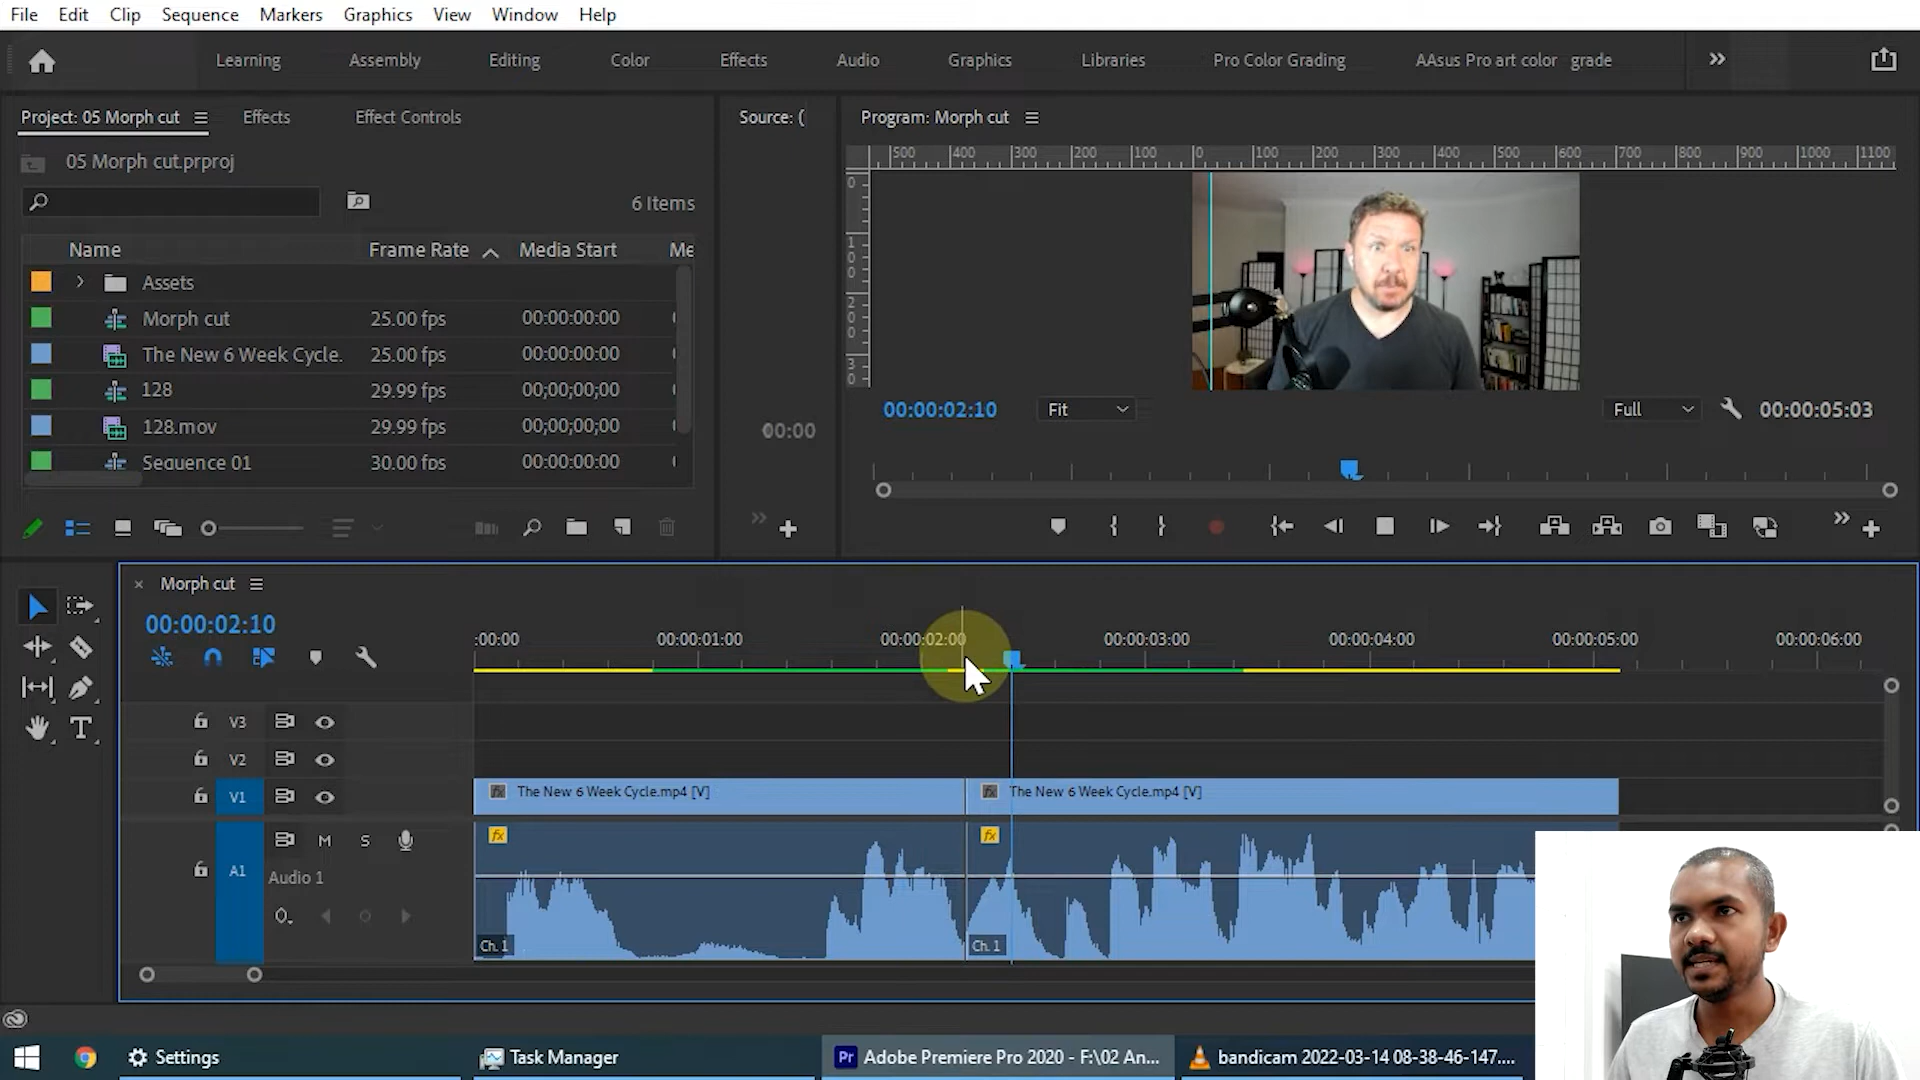 File Edit Clip Sequence Markers Graphics View Window Help
Learning Assembly Editing Color Effects Audio Graphics Libraries Pro Color Grading AAsus Pro art color grade
Project: 05 Morph cut Effects Effect Controls
Source: (
Program: Morph cut
05 Morph cut.prproj
6 Items
Name Frame Rate Media Start Me
Assets
Morph cut 25.00 fps 00:00:00:00
The New 6 Week Cycle. 25.00 fps 00:00:00:00
128 29.99 fps 00;00;00;00
128.mov 29.99 fps 00;00;00;00
Sequence 01 30.00 fps 00:00:00:00
00:00
500 400 300 200 100 0 100 200 300 400 500 600 700 800 900 1000 1100
0
100
200
30
00:00:02:10 Fit Full 00:00:05:03
Morph cut
00:00:02:10
:00:00 00:00:01:00 00:00:02:00 00:00:03:00 00:00:04:00 00:00:05:00 00:00:06:00
V3
V2
V1 The New 6 Week Cycle.mp4 [V] The New 6 Week Cycle.mp4 [V]
fx fx
M S
A1 Audio 1
Ch. 1 Ch. 1
Settings Task Manager Pr Adobe Premiere Pro 2020 - F:\02 An... bandicam 2022-03-14 08-38-46-147....